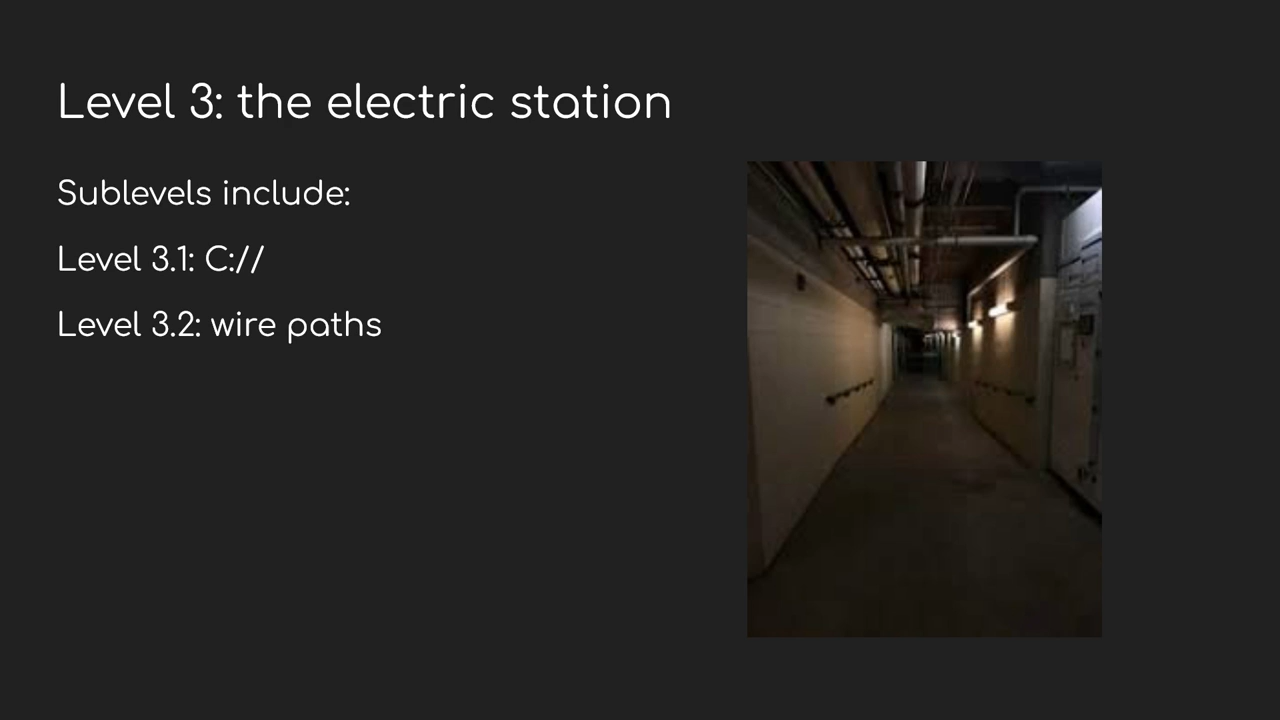 Level 3: the electric station
Sublevels include:
Level 3.1: C://
Level 3.2: wire paths